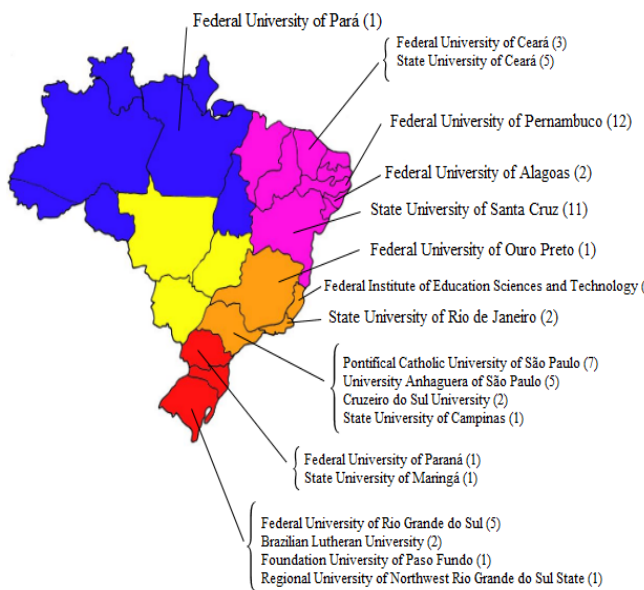 Federal University of Pará (1)
Federal University of Ceará (3)
State University of Ceará (5)
Federal University of Pernambuco (12)
Federal University of Alagoas (2)
State University of Santa Cruz (11)
Federal University of Ouro Preto (1)
Federal Institute of Education Sciences and Technology (
State University of Rio de Janeiro (2)
Pontifical Catholic University of São Paulo (7)
University Anhaguera of São Paulo (5)
Cruzeiro do Sul University (2)
State University of Campinas (1)
Federal University of Paraná (1)
State University of Maringá (1)
Federal University of Rio Grande do Sul (5)
Brazilian Lutheran University (2)
Foundation University of Paso Fundo (1)
Regional University of Northwest Rio Grande do Sul State (1)